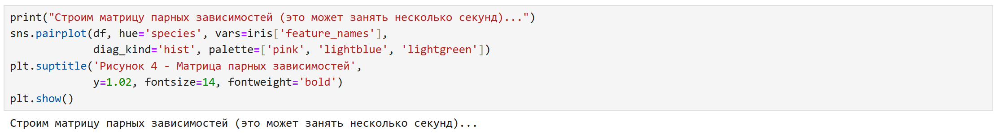 print("Строим матрицу парных зависимостей (это может занять несколько секунд)...")
sns.pairplot(df, hue='species', vars=iris['feature_names'],
             diag_kind='hist', palette=['pink', 'lightblue', 'lightgreen'])
plt.suptitle('Рисунок 4 - Матрица парных зависимостей',
             y=1.02, fontsize=14, fontweight='bold')
plt.show()
Строим матрицу парных зависимостей (это может занять несколько секунд)...